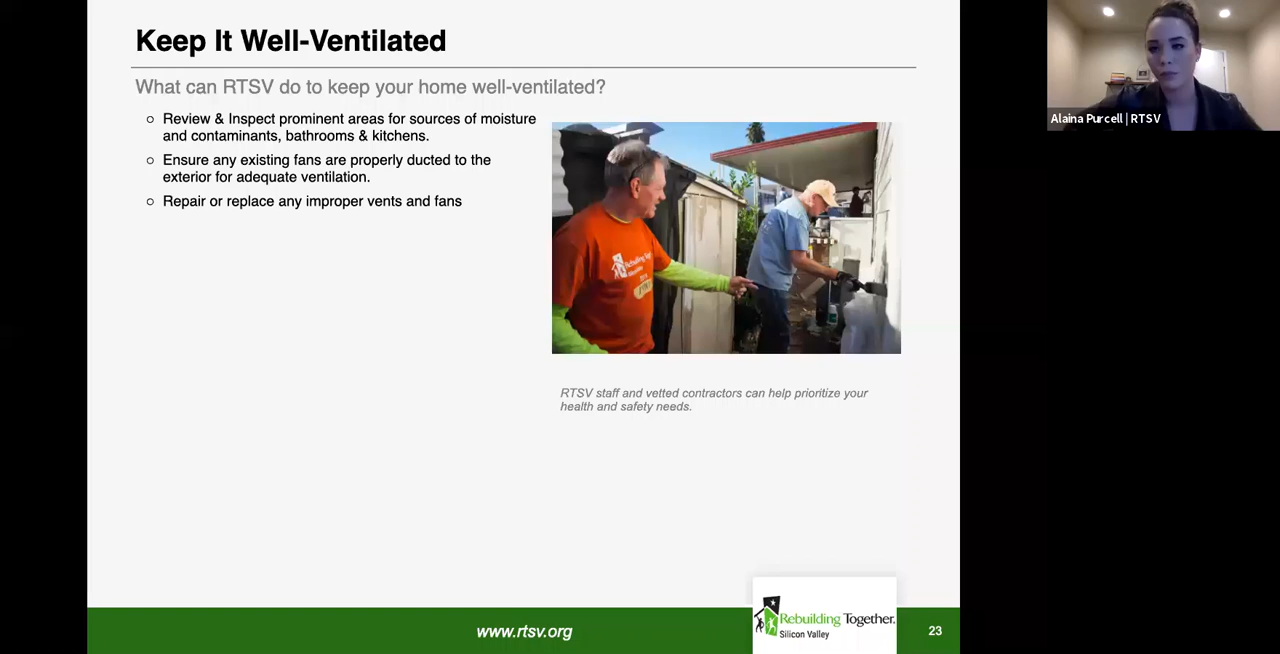 Keep It Well-Ventilated
What can RTSV do to keep your home well-ventilated?
Review & Inspect prominent areas for sources of moisture
and contaminants, bathrooms & kitchens.
Ensure any existing fans are properly ducted to the
exterior for adequate ventilation.
Repair or replace any improper vents and fans
Rebuilding Together
RTSV staff and vetted contractors can help prioritize your
health and safety needs.
www.rtsv.org
Rebuilding Together.
Silicon Valley
23
Alaina Purcell | RTSV